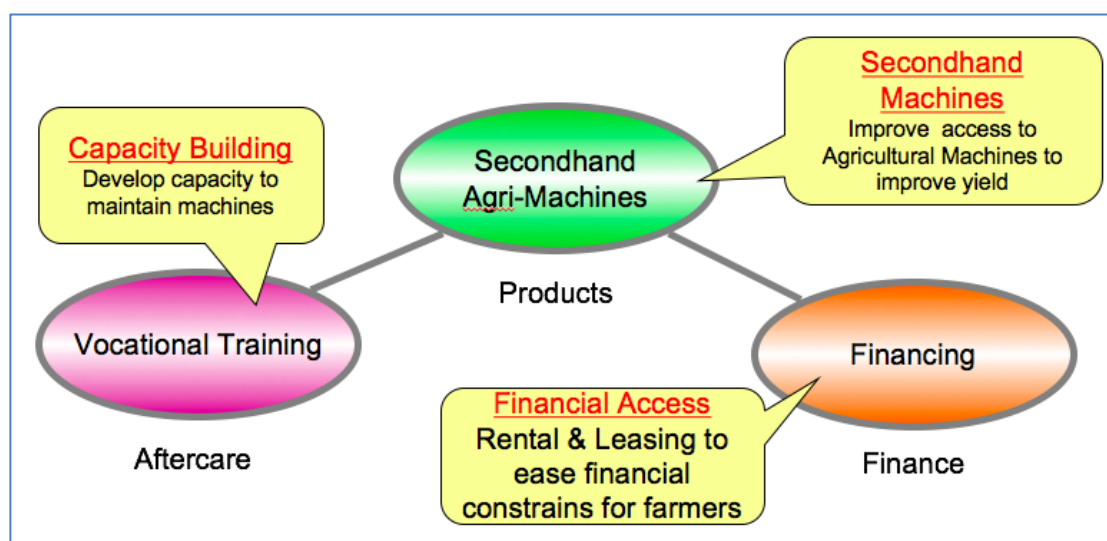 Secondhand
Machines
Improve access to
Agricultural Machines to
improve yield
Capacity Building
Develop capacity to
maintain machines
Secondhand
Agri-Machines
Products
Vocational Training
Aftercare
Financing
Finance
Financial Access
Rental & Leasing to
ease financial
constrains for farmers